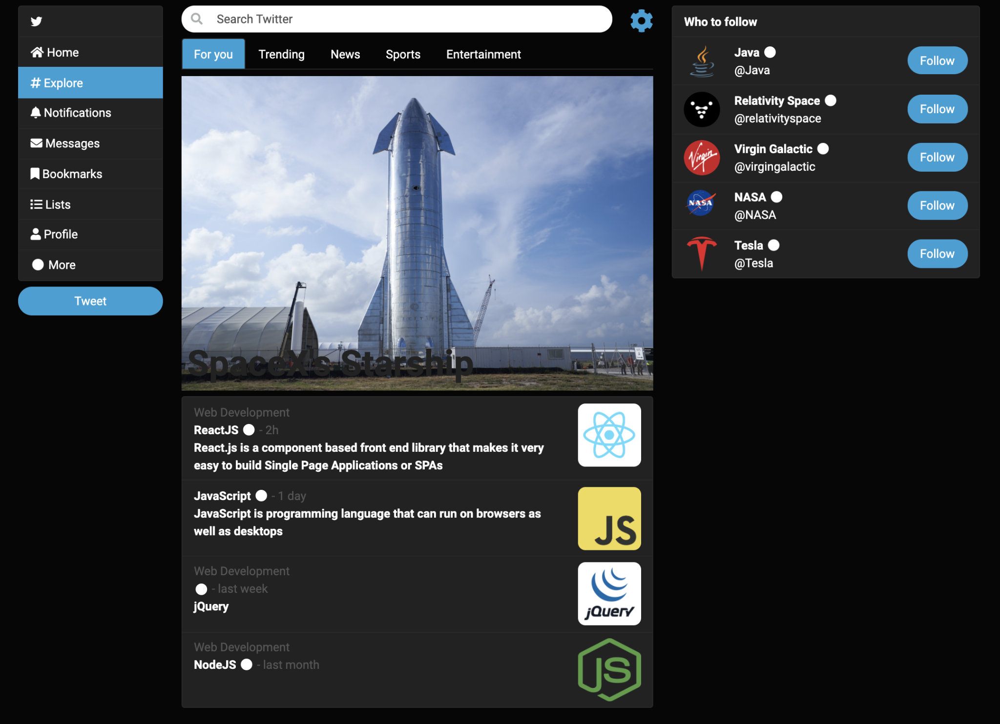 Home
Explore
Notifications
Messages
Bookmarks
Lists
Profile
More
Tweet
Search Twitter
For you
Trending
News
Sports
Entertainment
SpaceX's Starship
Web Development
ReactJS - 2h
React.js is a component based front end library that makes it very
easy to build Single Page Applications or SPAs
JavaScript - 1 day
JavaScript is programming language that can run on browsers as
well as desktops
JS
Web Development
- last week
jQuery
jQuery
Web Development
NodeJS - last month
JS
Who to follow
Java
@Java
Follow
Relativity Space
@relativityspace
Follow
Virgin
Virgin Galactic
@virgingalactic
Follow
NASA
NASA
@NASA
Follow
Tesla
@Tesla
Follow